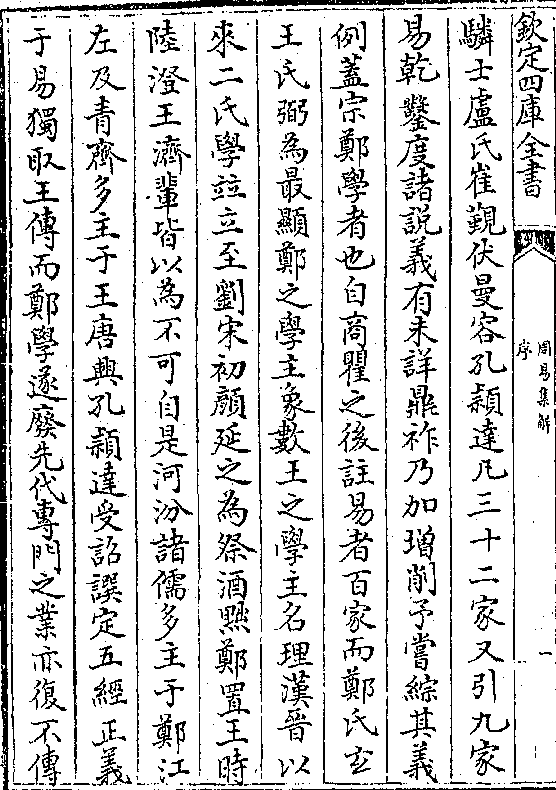 欽定四庫全書
周易集解
序
一
驎士盧氏崔覲伏曼容孔穎達凡三十二家又引九家
易乾鑿度諸説義有未詳鼎祚乃加增削予嘗綜其義
例蓋宗鄭學者也自商瞿之後註易者百家而鄭氏玄
王氏弼為最顯鄭之學主象數王之學主名理漢晉以
來二氏學竝立至劉宋初顔延之為祭酒黜鄭置王時
陸澄王濟輩皆以為不可自是河汾諸儒多主于鄭江
左及青齊多主于王唐興孔穎達受詔譔定五經正義
于易獨取王傳而鄭學遂廢先代專門之業亦復不傳